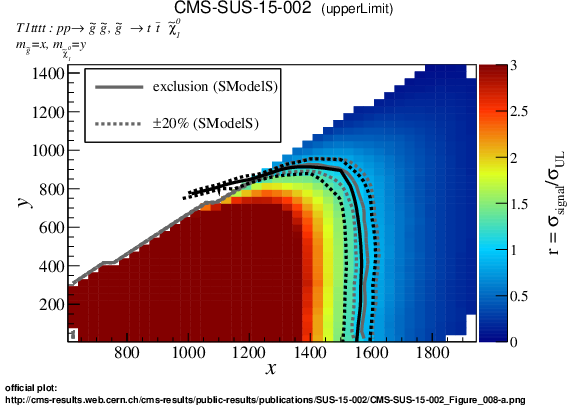 CMS-SUS-15-002 (upperLimit)
T1tttt : pp→ g̃ g̃, g̃ → t t̄ χ̃₁⁰
m_g̃=x, m_χ̃₁⁰=y
exclusion (SModelS)
±20% (SModelS)
1400
1200
1000
800
600
400
200
y
800
1000
1200
1400
1600
1800
x
3
2.5
2
1.5
1
0.5
0
r = σ_signal/σ_UL
official plot:
http://cms-results.web.cern.ch/cms-results/public-results/publications/SUS-15-002/CMS-SUS-15-002_Figure_008-a.png